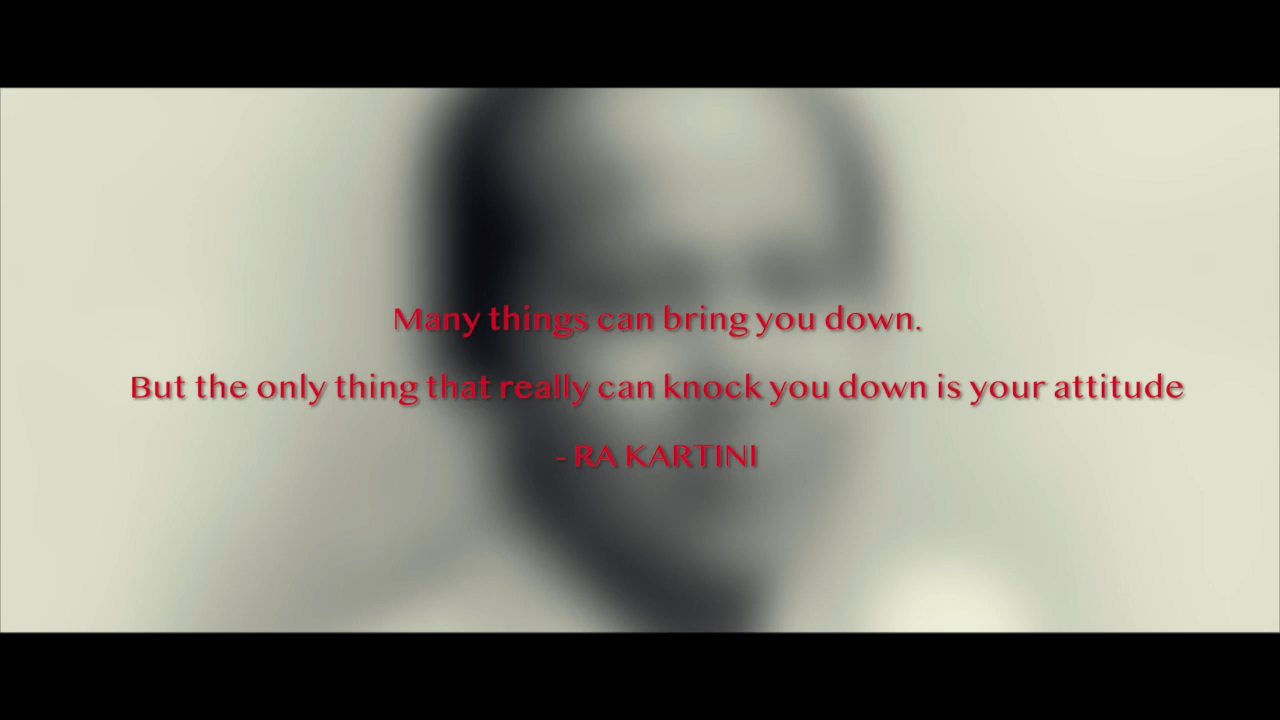 Many things can bring you down.
But the only thing that really can knock you down is your attitude
- RA KARTINI